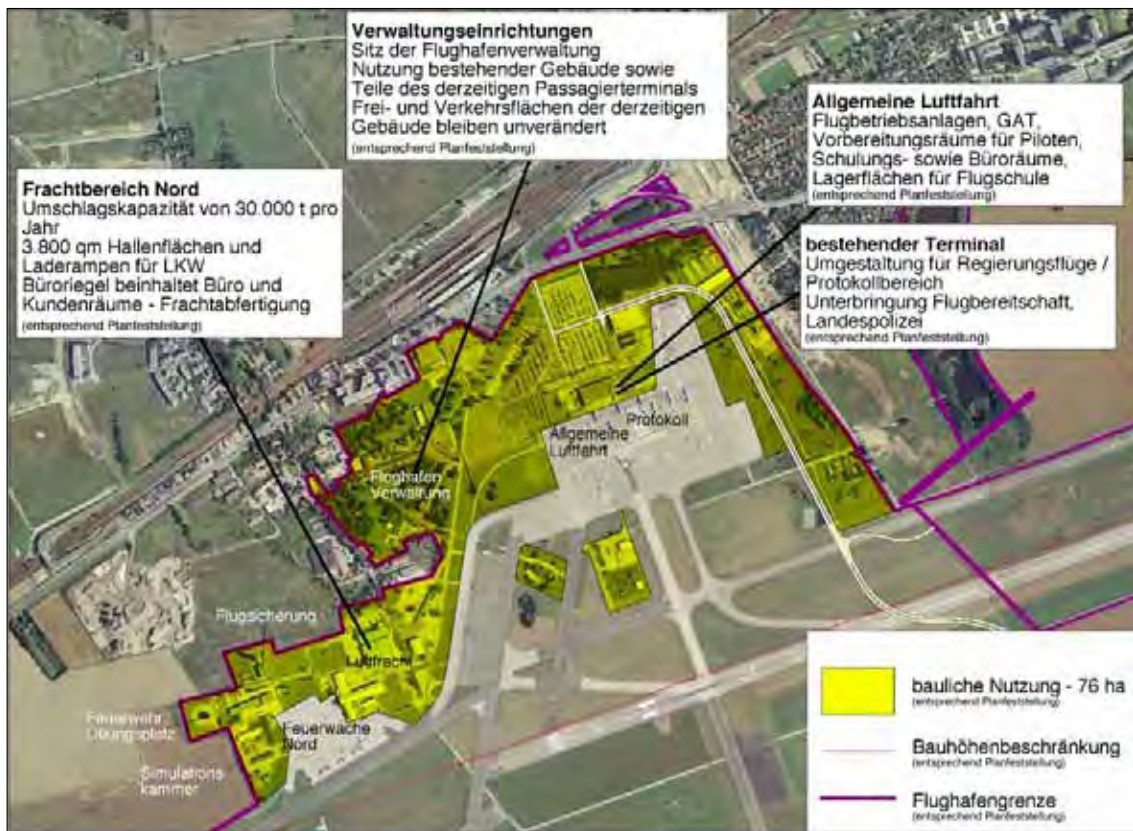 Verwaltungseinrichtungen
Sitz der Flughafenverwaltung
Nutzung bestehender Gebäude sowie
Teile des derzeitigen Passagierterminals
Frei- und Verkehrsflächen der derzeitigen
Gebäude bleiben unverändert
(entsprechend Planfeststellung)
Allgemeine Luftfahrt
Flugbetriebsanlagen, GAT,
Vorbereitungsräume für Piloten,
Schulungs- sowie Büroräume,
Lagerflächen für Flugschule
(entsprechend Planfeststellung)
Frachtbereich Nord
Umschlagskapazität von 30.000 t pro
Jahr
3.800 qm Hallenflächen und
Laderampen für LKW
Büroriegel beinhaltet Büro und
Kundenräume - Frachtabfertigung
(entsprechend Planfeststellung)
bestehender Terminal
Umgestaltung für Regierungsflüge /
Protokollbereich
Unterbringung Flugbereitschaft,
Landespolizei
(entsprechend Planfeststellung)
Protokoll
Allgemeine
Luftfahrt
Flughafen
Verwaltung
Flugsicherung
Luftfracht
Feuerwehr
Übungsplatz
Feuerwache
Nord
Simulations
kammer
bauliche Nutzung - 76 ha
(entsprechend Planfeststellung)
Bauhöhenbeschränkung
(entsprechend Planfeststellung)
Flughafengrenze
(entsprechend Planfeststellung)